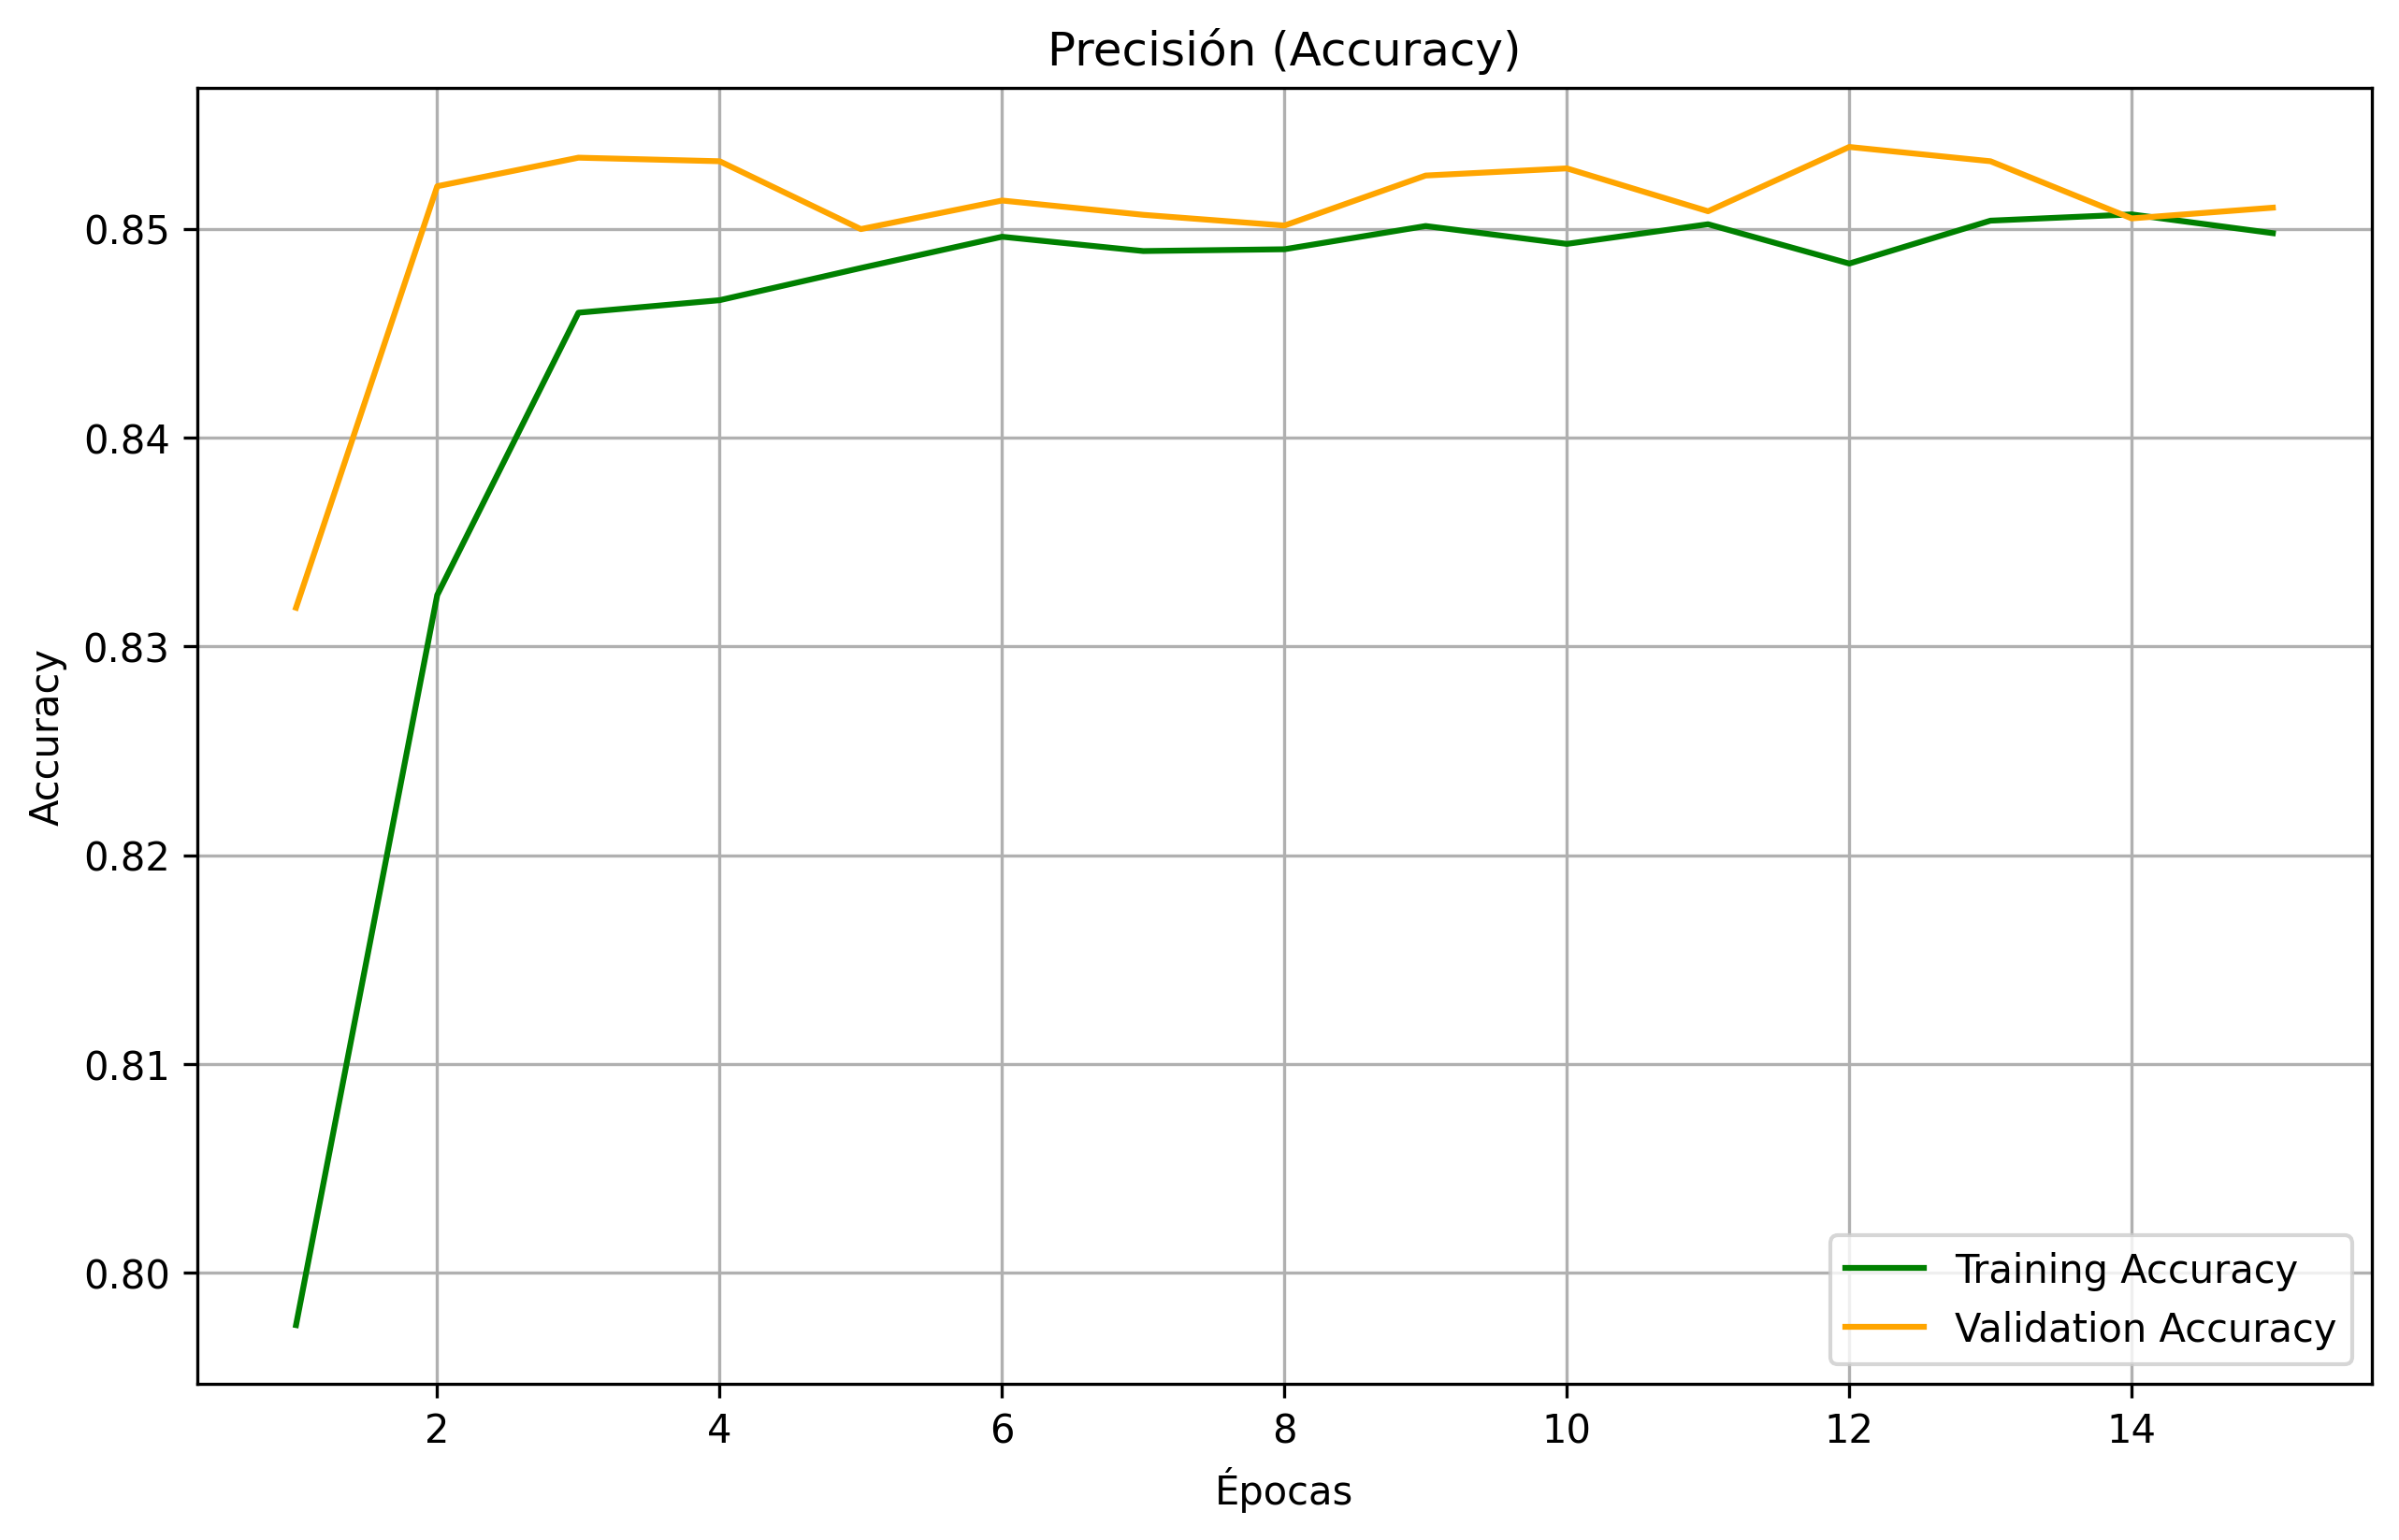 Precisión (Accuracy)
Accuracy
0.85
0.84
0.83
0.82
0.81
0.80
2 4 6 8 10 12 14
Épocas
Training Accuracy
Validation Accuracy